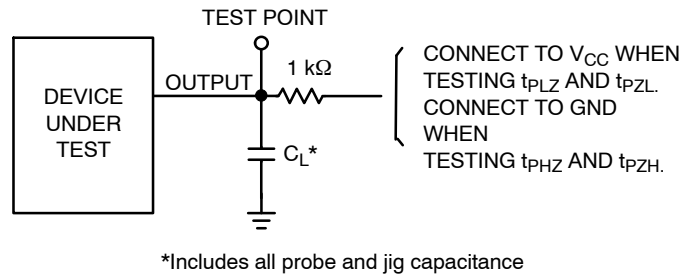 TEST POINT
DEVICE
UNDER
TEST
OUTPUT
1 kΩ
CL*
CONNECT TO VCC WHEN
TESTING tPLZ AND tPZL.
CONNECT TO GND
WHEN
TESTING tPHZ AND tPZH.
*Includes all probe and jig capacitance